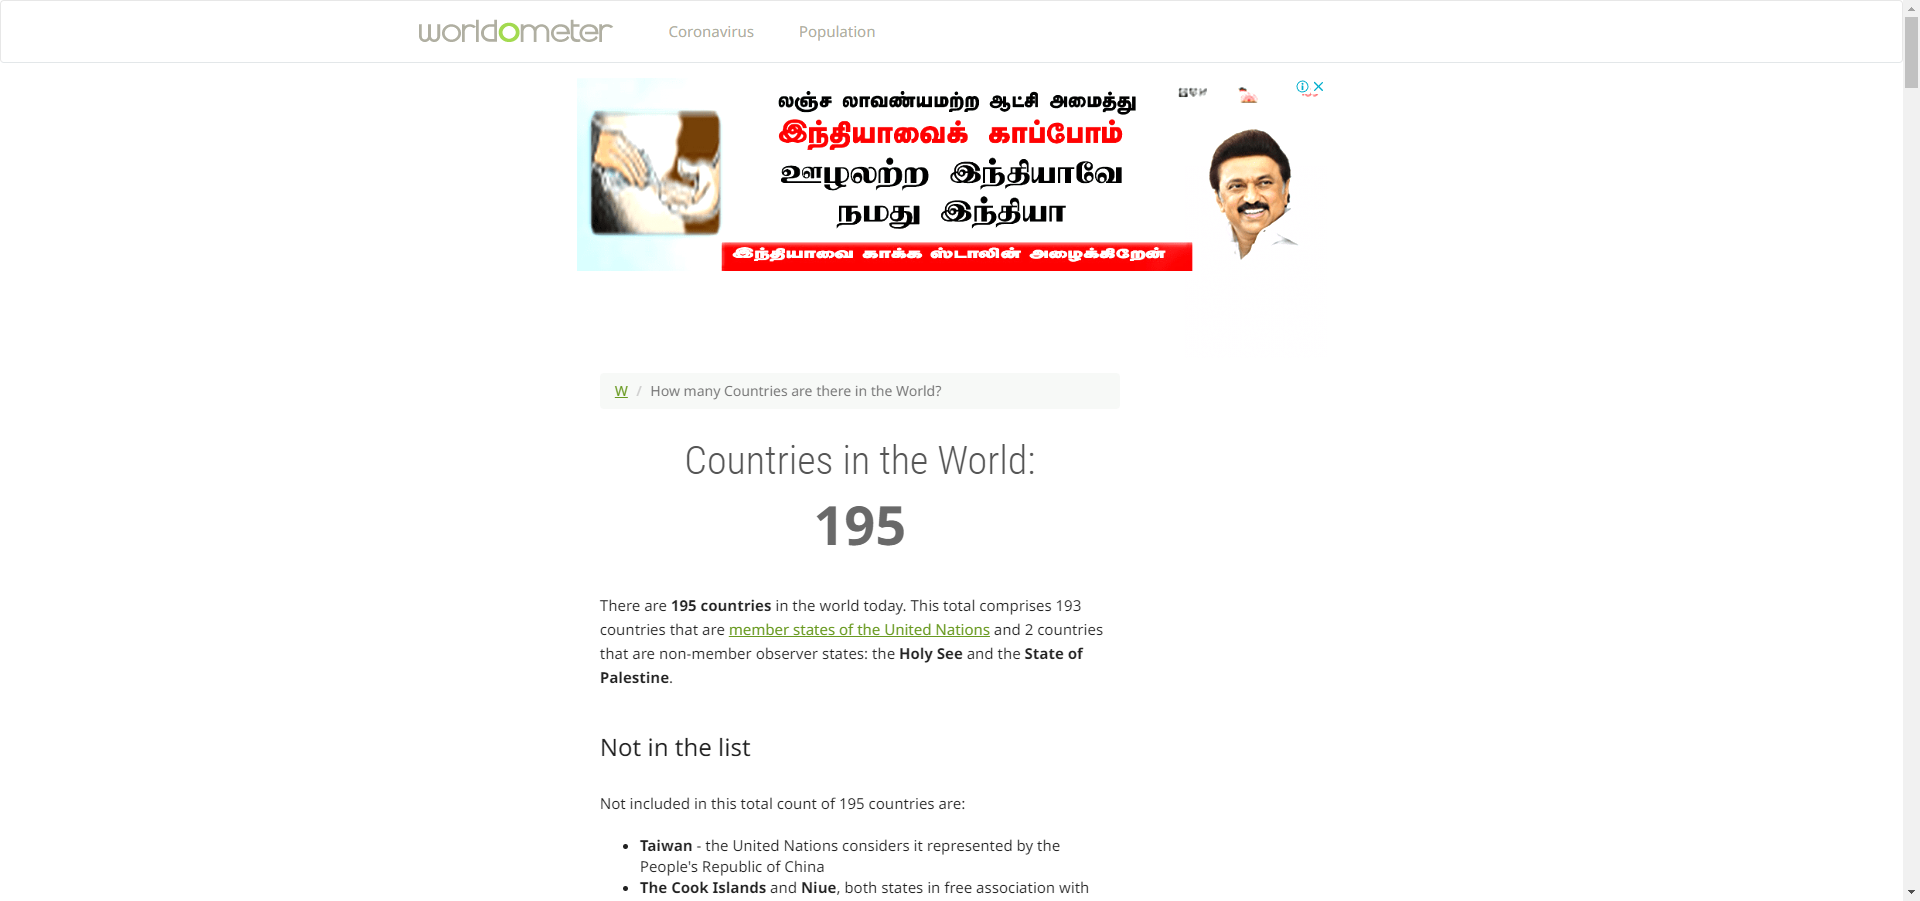 worldometer
Coronavirus
Population
லஞ்ச லாவண்யமற்ற ஆட்சி அமைத்து
இந்தியாவைக் காப்போம்
ஊழலற்ற இந்தியாவே
நமது இந்தியா
இந்தியாவை காக்க ஸ்டாலின் அழைக்கிறேன்
W / How many Countries are there in the World?
Countries in the World:
195
There are 195 countries in the world today. This total comprises 193
countries that are member states of the United Nations and 2 countries
that are non-member observer states: the Holy See and the State of
Palestine.
Not in the list
Not included in this total count of 195 countries are:
• Taiwan - the United Nations considers it represented by the
People's Republic of China
• The Cook Islands and Niue, both states in free association with